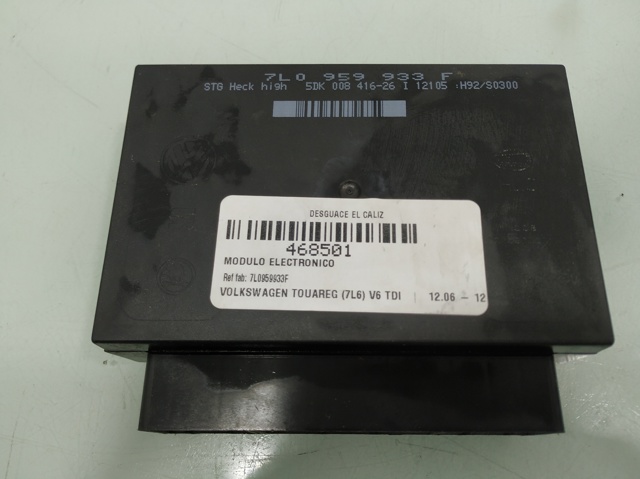 7L0 959 933 F
STG Heck high 5DK 008 416-26 I 12105 :H92/S0300
DESGUACE EL CALIZ
468501
MODULO ELECTRONICO
Ref fab: 7L0959933F
VOLKSWAGEN TOUAREG (7L6) V6 TDI | 12.06 - 12